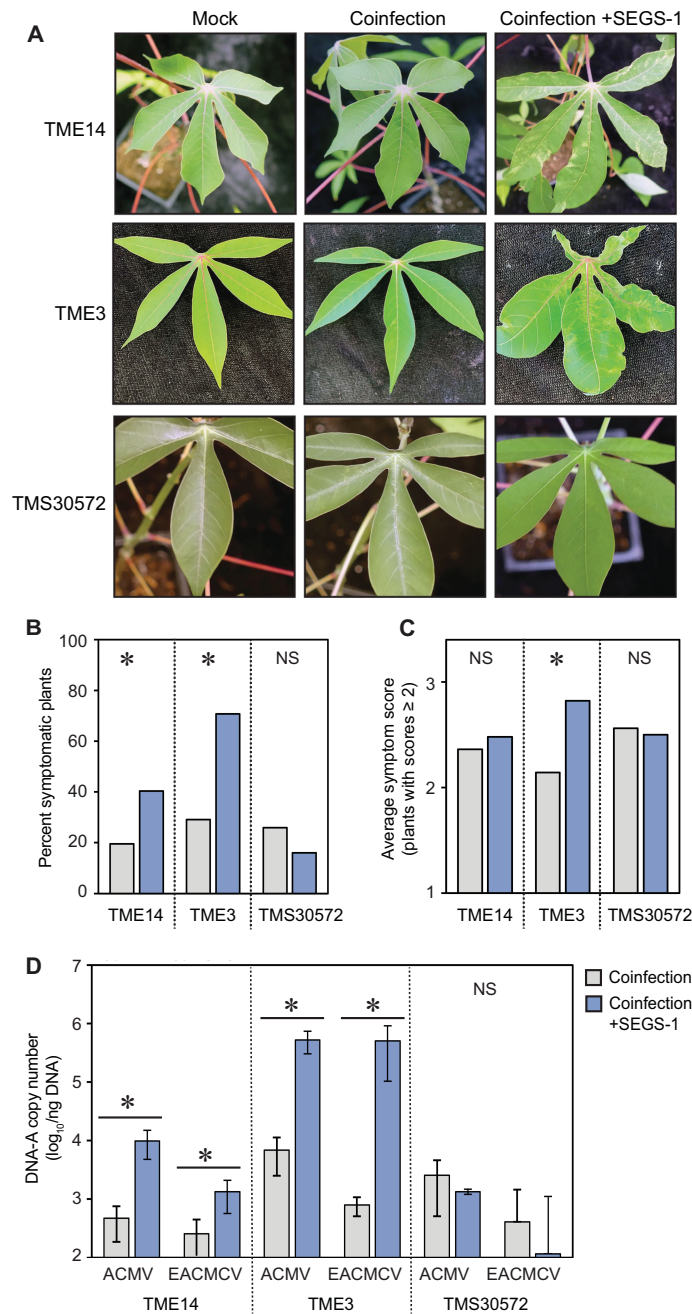 A
Mock
Coinfection
Coinfection +SEGS-1
TME14
TME3
TMS30572
B
Percent symptomatic plants
100
80
60
40
20
0
*
*
NS
TME14
TME3
TMS30572
C
Average symptom score
(plants with scores ≥ 2)
3
2
1
NS
*
NS
TME14
TME3
TMS30572
D
DNA-A copy number
(log10/ng DNA)
7
6
5
4
3
2
*
*
*
*
NS
ACMV
EACMCV
ACMV
EACMCV
ACMV
EACMCV
TME14
TME3
TMS30572
Coinfection
Coinfection
+SEGS-1